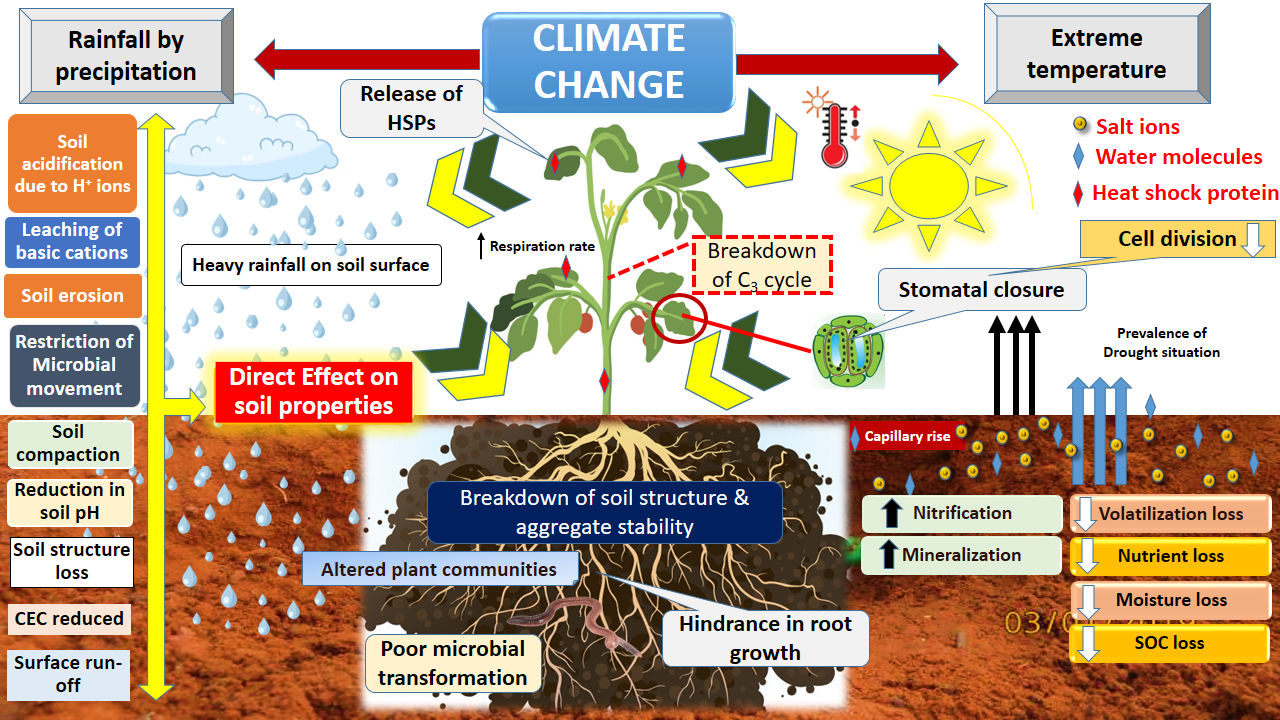 Rainfall by
precipitation
CLIMATE
CHANGE
Extreme
temperature
Release of
HSPs
Salt ions
Water molecules
Heat shock protein
Soil
acidification
due to H⁺ ions
Leaching of
basic cations
Soil erosion
Restriction of
Microbial
movement
Heavy rainfall on soil surface
Respiration rate
Breakdown
of C₃ cycle
Cell division
Stomatal closure
Prevalence of
Drought situation
Direct Effect on
soil properties
Soil
compaction
Reduction in
soil pH
Soil structure
loss
CEC reduced
Surface run-
off
Capillary rise
Breakdown of soil structure &
aggregate stability
Altered plant communities
Poor microbial
transformation
Hindrance in root
growth
Nitrification
Mineralization
Volatilization loss
Nutrient loss
Moisture loss
SOC loss